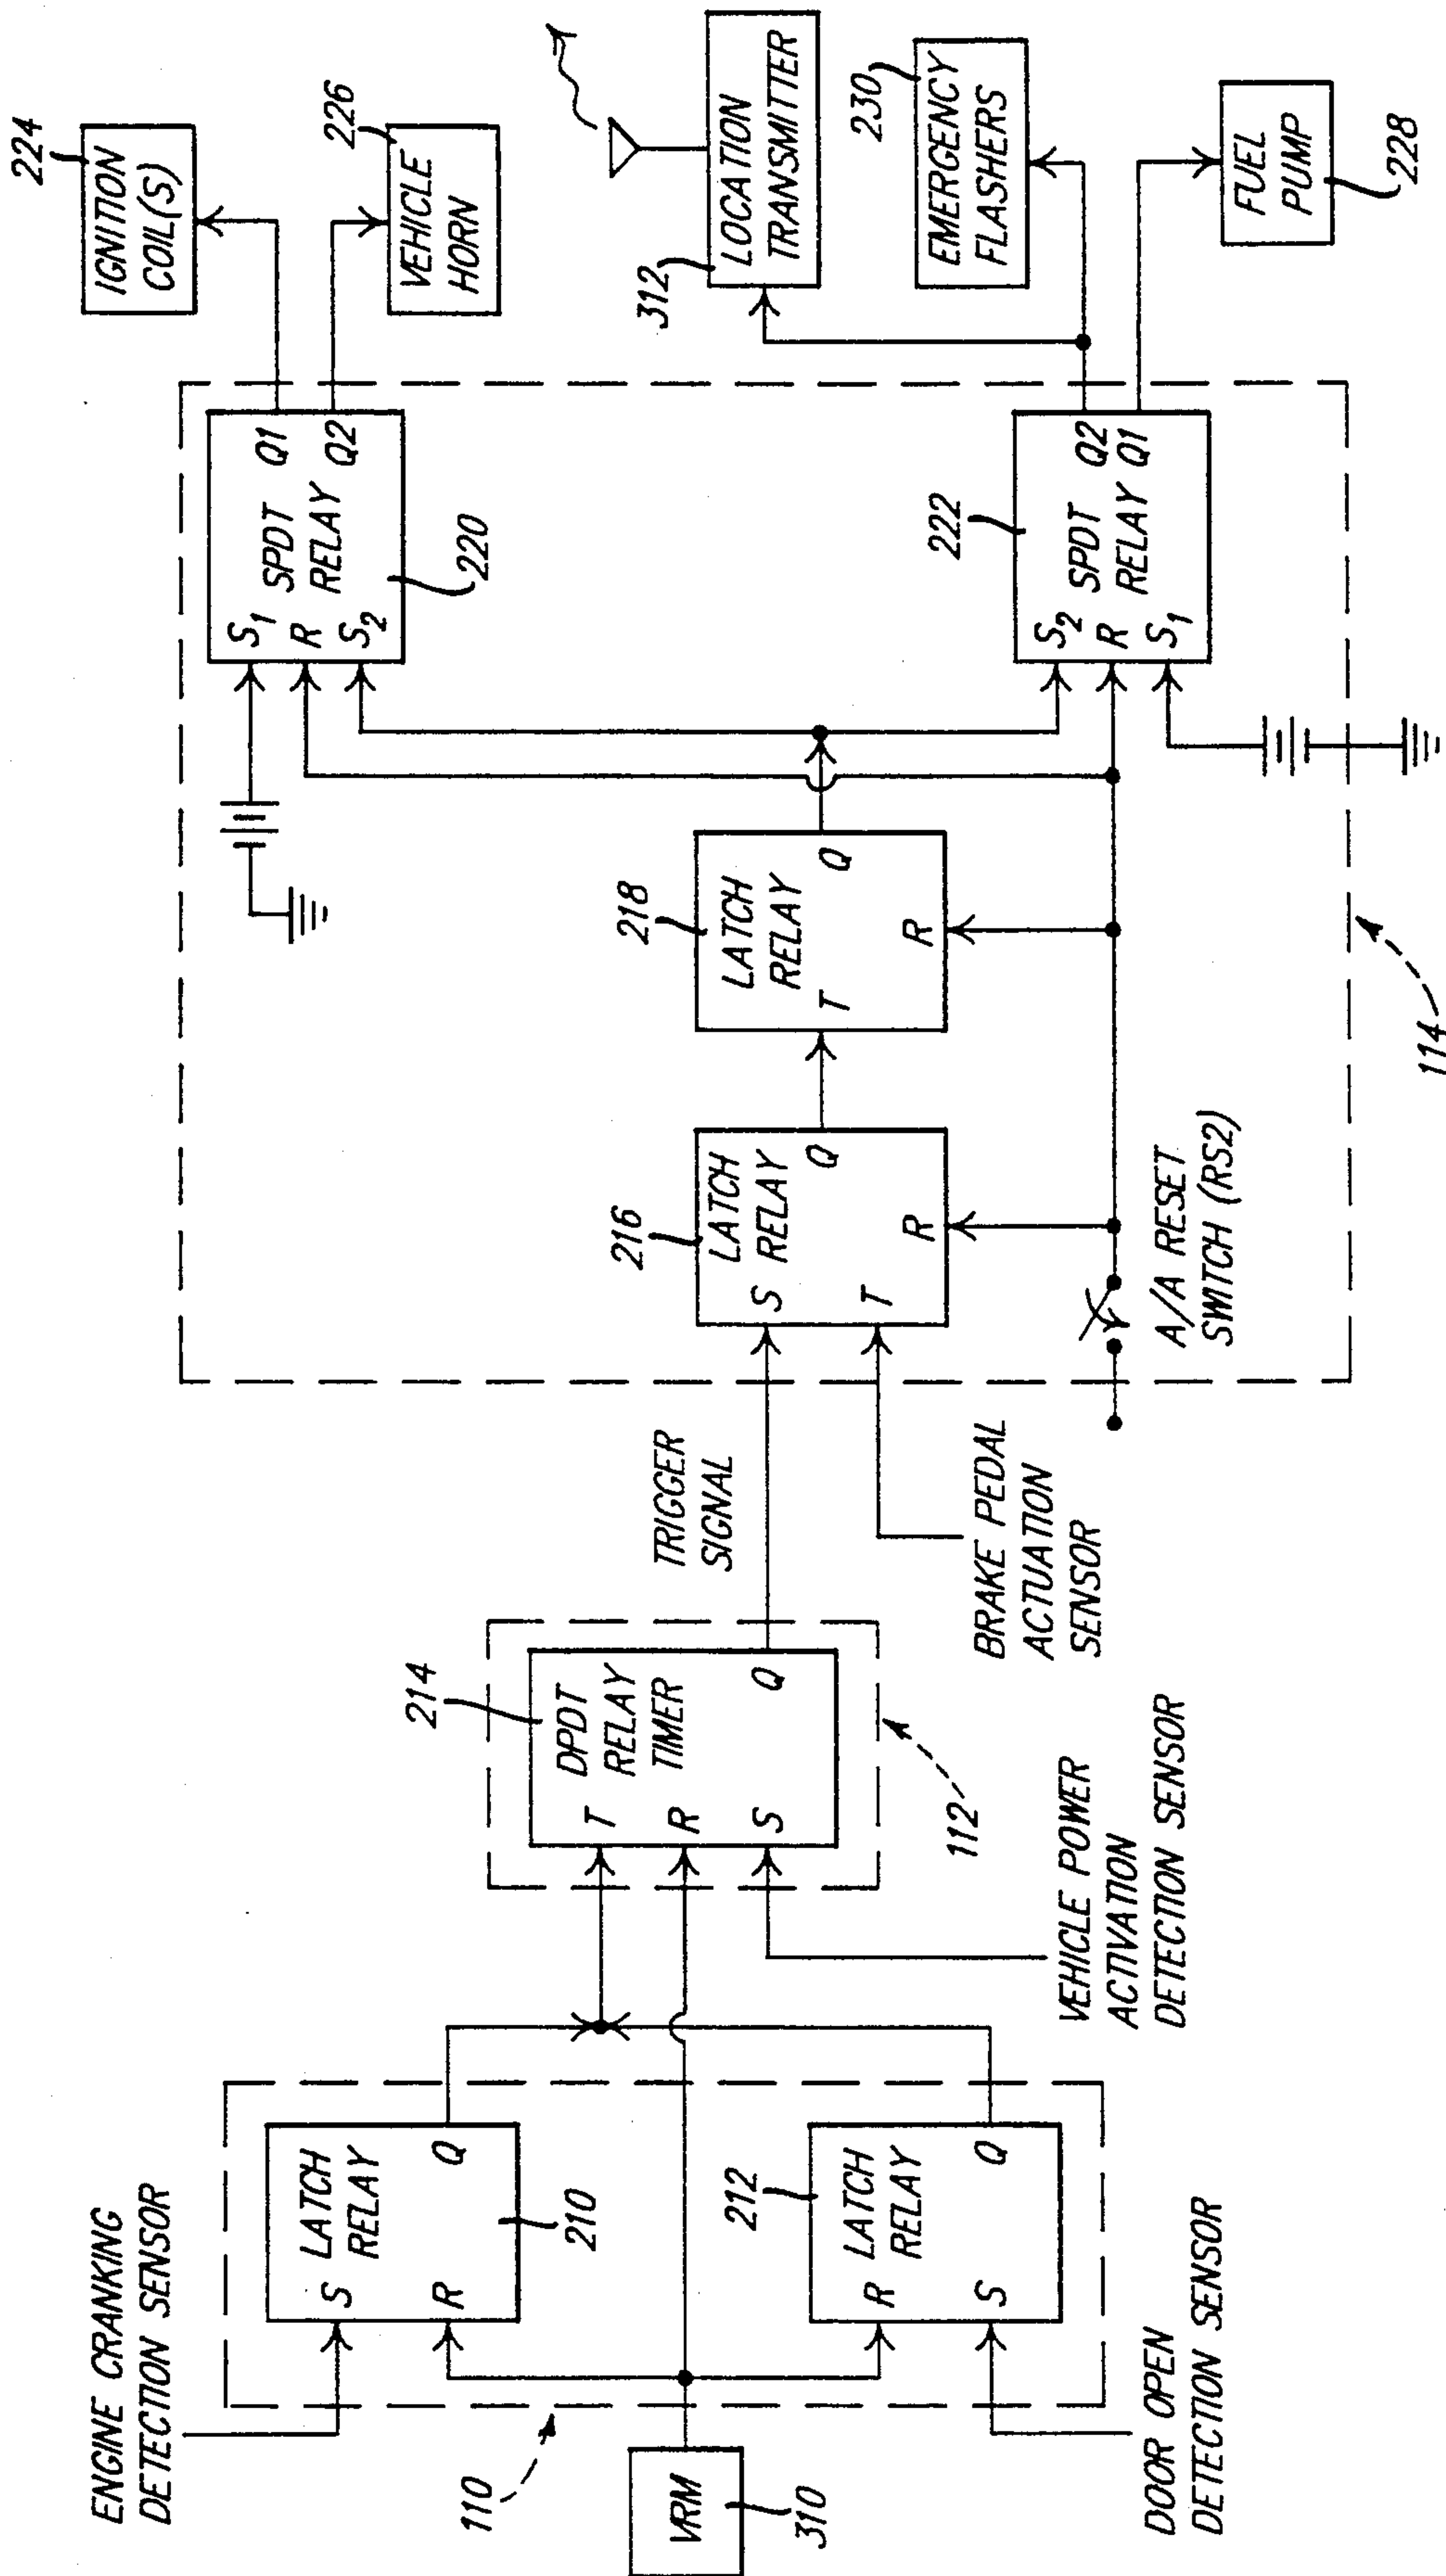 ENGINE CRANKING
DETECTION SENSOR
110
VRM
310
S
LATCH
RELAY
Q
R
210
212
LATCH
RELAY
R
Q
S
DOOR OPEN
DETECTION SENSOR
214
DPDT
RELAY
TIMER
T
R
S
Q
112
VEHICLE POWER
ACTIVATION
DETECTION SENSOR
TRIGGER
SIGNAL
BRAKE PEDAL
ACTUATION
SENSOR
216
LATCH
RELAY
S
Q
T
R
A/A RESET
SWITCH (RS2)
218
LATCH
RELAY
T
Q
R
114
S1
SPDT
Q1
R
RELAY
Q2
S2
220
222
S2
SPDT
Q2
R
RELAY
Q1
S1
224
IGNITION
COIL(S)
226
VEHICLE
HORN
312
LOCATION
TRANSMITTER
230
EMERGENCY
FLASHERS
FUEL
PUMP
228